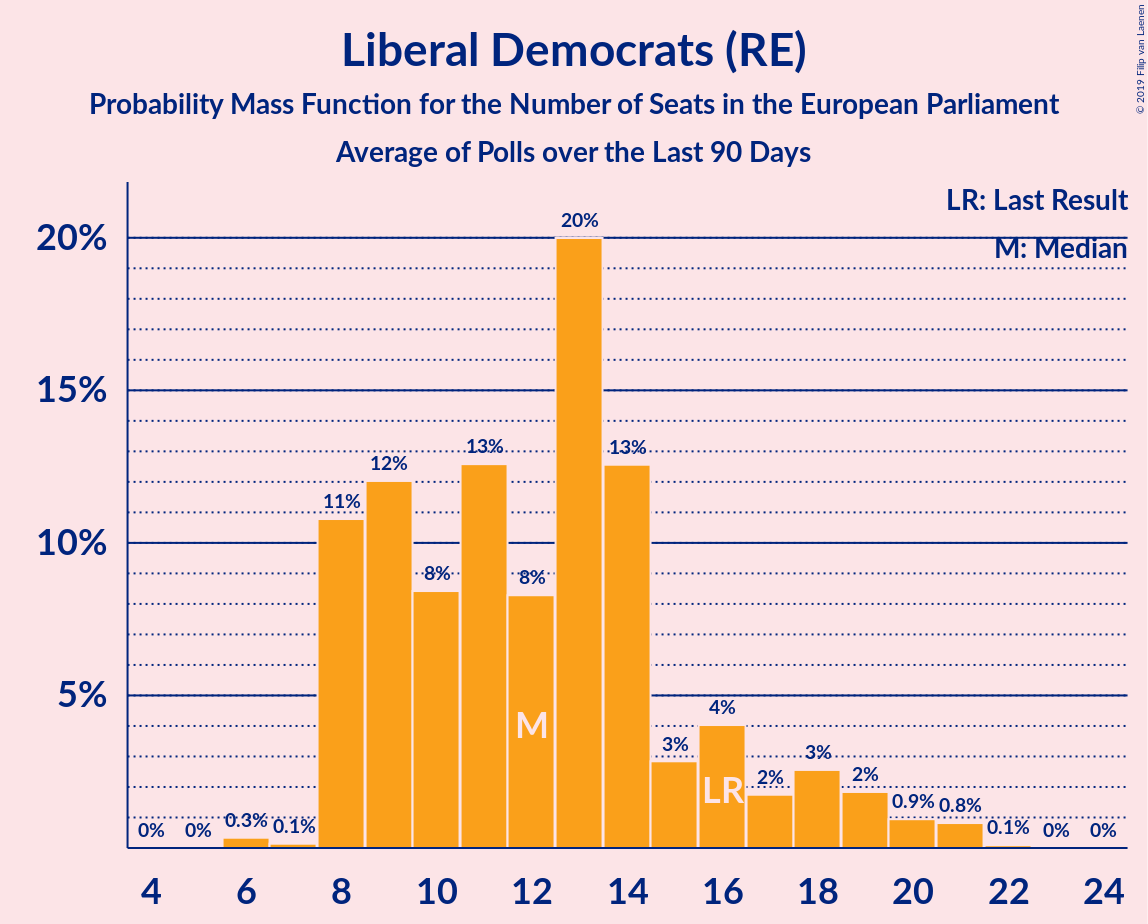 Liberal Democrats (RE)
Probability Mass Function for the Number of Seats in the European Parliament
Average of Polls over the Last 90 Days
© 2019 Filip van Laenen
LR: Last Result
M: Median
20%
15%
10%
5%
0% 0% 0.3% 0.1% 11% 12% 8% 13% 8% 20% 13% 3% 4% 2% 3% 2% 0.9% 0.8% 0.1% 0% 0%
M
LR
4 6 8 10 12 14 16 18 20 22 24